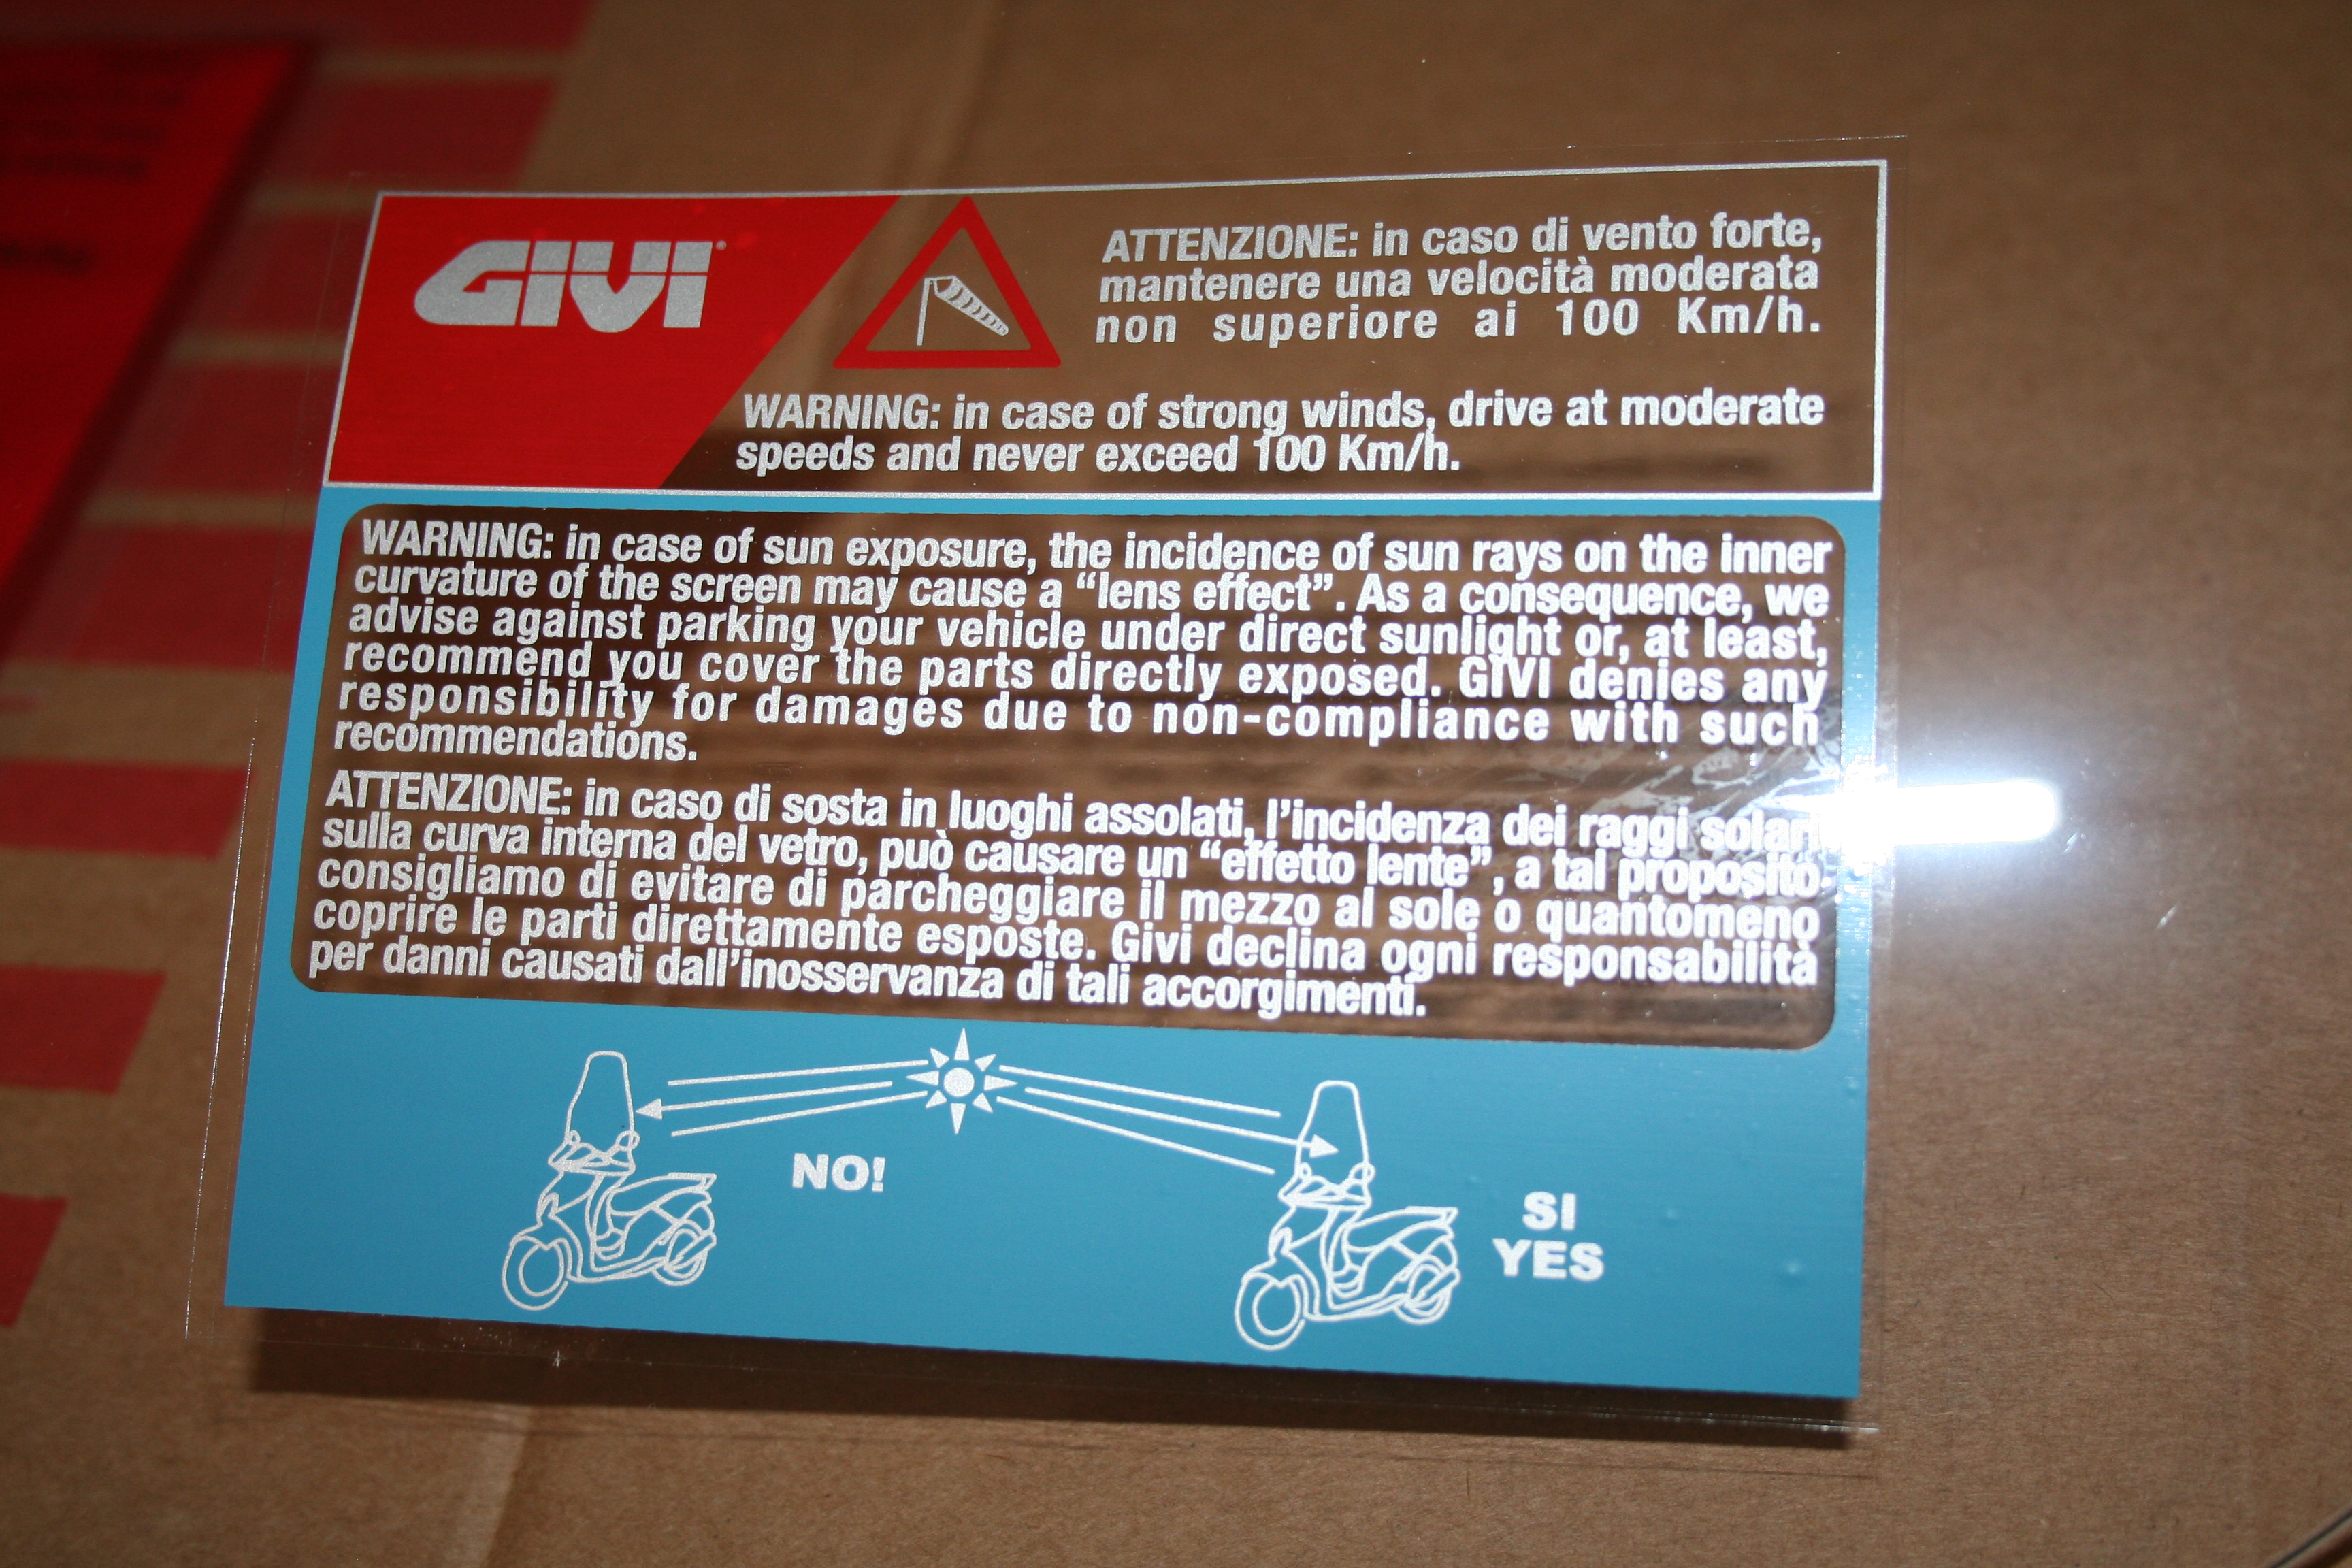 GIVI
ATTENZIONE: in caso di vento forte,
mantenere una velocità moderata
non superiore ai 100 Km/h.
WARNING: in case of strong winds, drive at moderate
speeds and never exceed 100 Km/h.
WARNING: in case of sun exposure, the incidence of sun rays on the inner
curvature of the screen may cause a “lens effect”. As a consequence, we
advise against parking your vehicle under direct sunlight or, at least,
recommend you cover the parts directly exposed. GIVI denies any
responsibility for damages due to non-compliance with such
recommendations.
ATTENZIONE: in caso di sosta in luoghi assolati, l'incidenza dei raggi solari
sulla curva interna del vetro, può causare un “effetto lente”, a tal proposito
consigliamo di evitare di parcheggiare il mezzo al sole o quantomeno
coprire le parti direttamente esposte. Givi declina ogni responsabilità
per danni causati dall'inosservanza di tali accorgimenti.
NO!
SI
YES